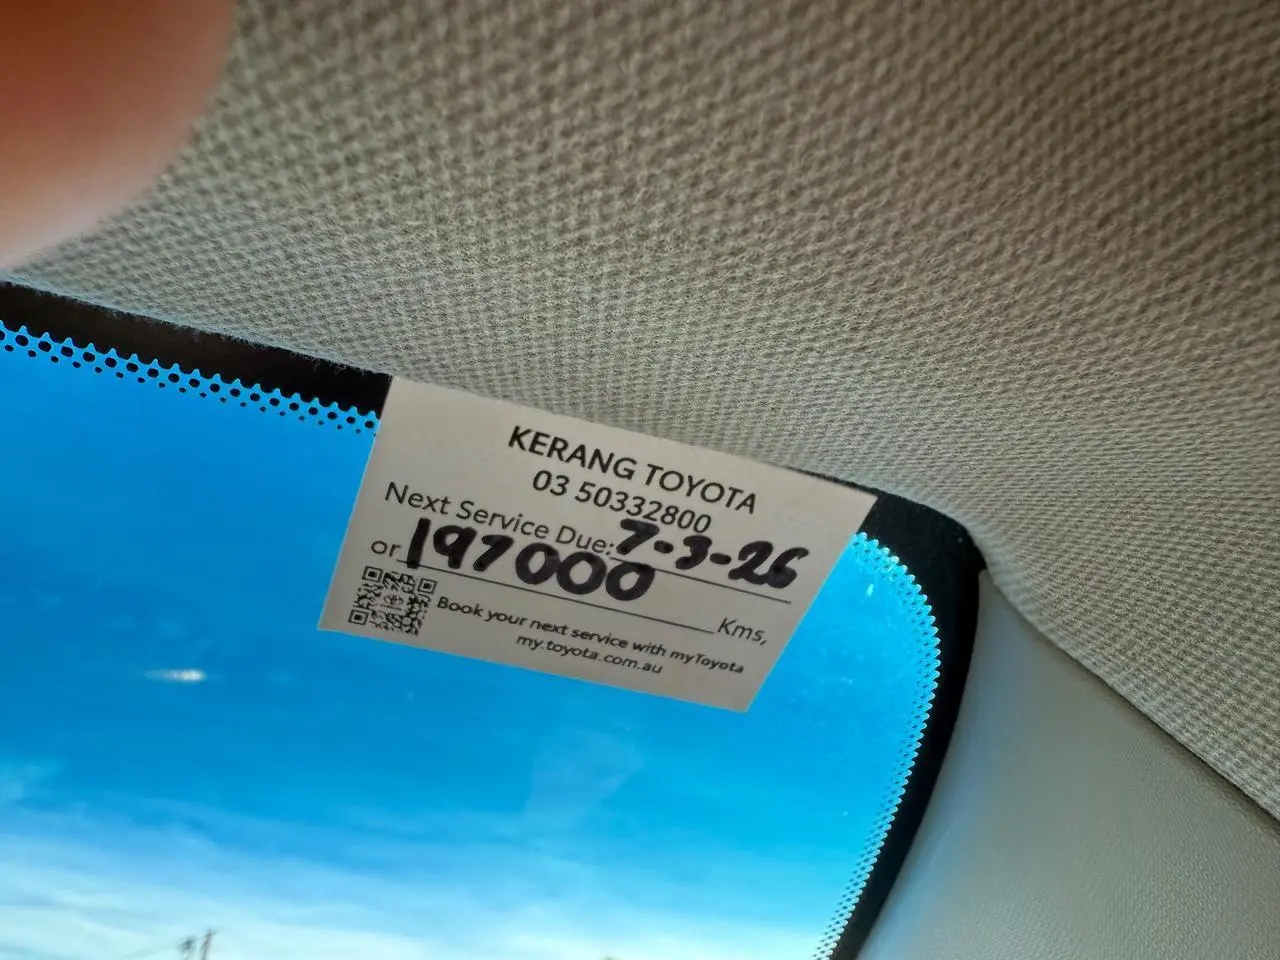 KERANG TOYOTA
03 50332800
Next Service Due: 7-3-26
or 197000 Kms,
Book your next service with myToyota
my.toyota.com.au